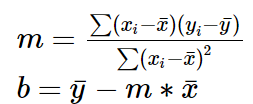 m = ∑(xᵢ−x̄)(yᵢ−ȳ) / ∑(xᵢ−x̄)²
b = ȳ − m * x̄